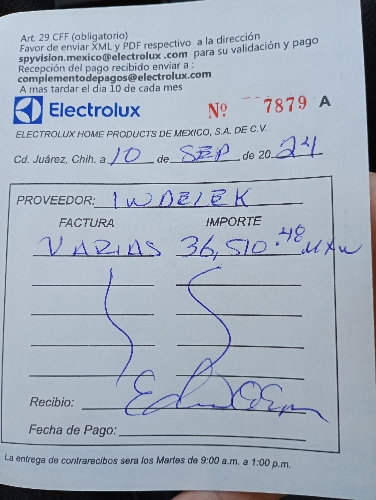 Art. 29 CFF (obligatorio)
Favor de enviar XML y PDF respectivo a la dirección
spyvision.mexico@electrolux .com para su validación y pago
Recepción del pago recibido enviar a :
complementodepagos@electrolux.com
A mas tardar el dia 10 de cada mes
Electrolux
Nº 7879 A
ELECTROLUX HOME PRODUCTS DE MEXICO, S.A. DE C.V.
Cd. Juárez, Chih. a 10 de SEP de 20 24
PROVEEDOR: INDELEK
FACTURA IMPORTE
VARIAS 36,510.48 MXN
Recibio:
Fecha de Pago:
La entrega de contrarecibos sera los Martes de 9:00 a.m. a 1:00 p.m.